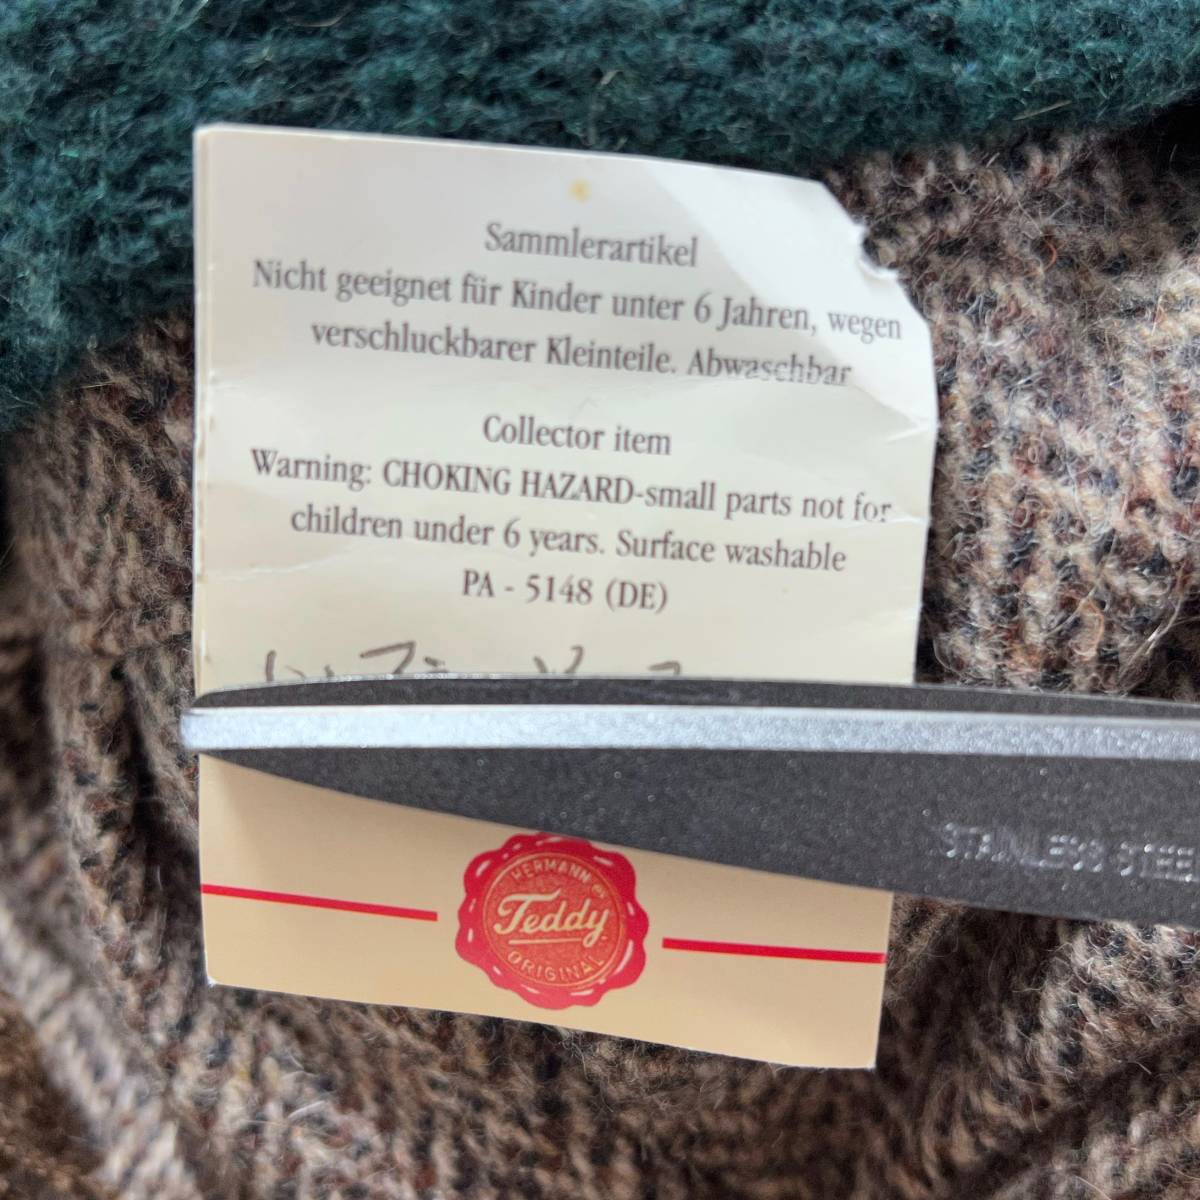 Sammlerartikel
Nicht geeignet für Kinder unter 6 Jahren, wegen
verschluckbarer Kleinteile. Abwaschbar
Collector item
Warning: CHOKING HAZARD-small parts not for
children under 6 years. Surface washable
PA - 5148 (DE)
STAINLESS STEEL
HERMANN
Teddy
ORIGINAL